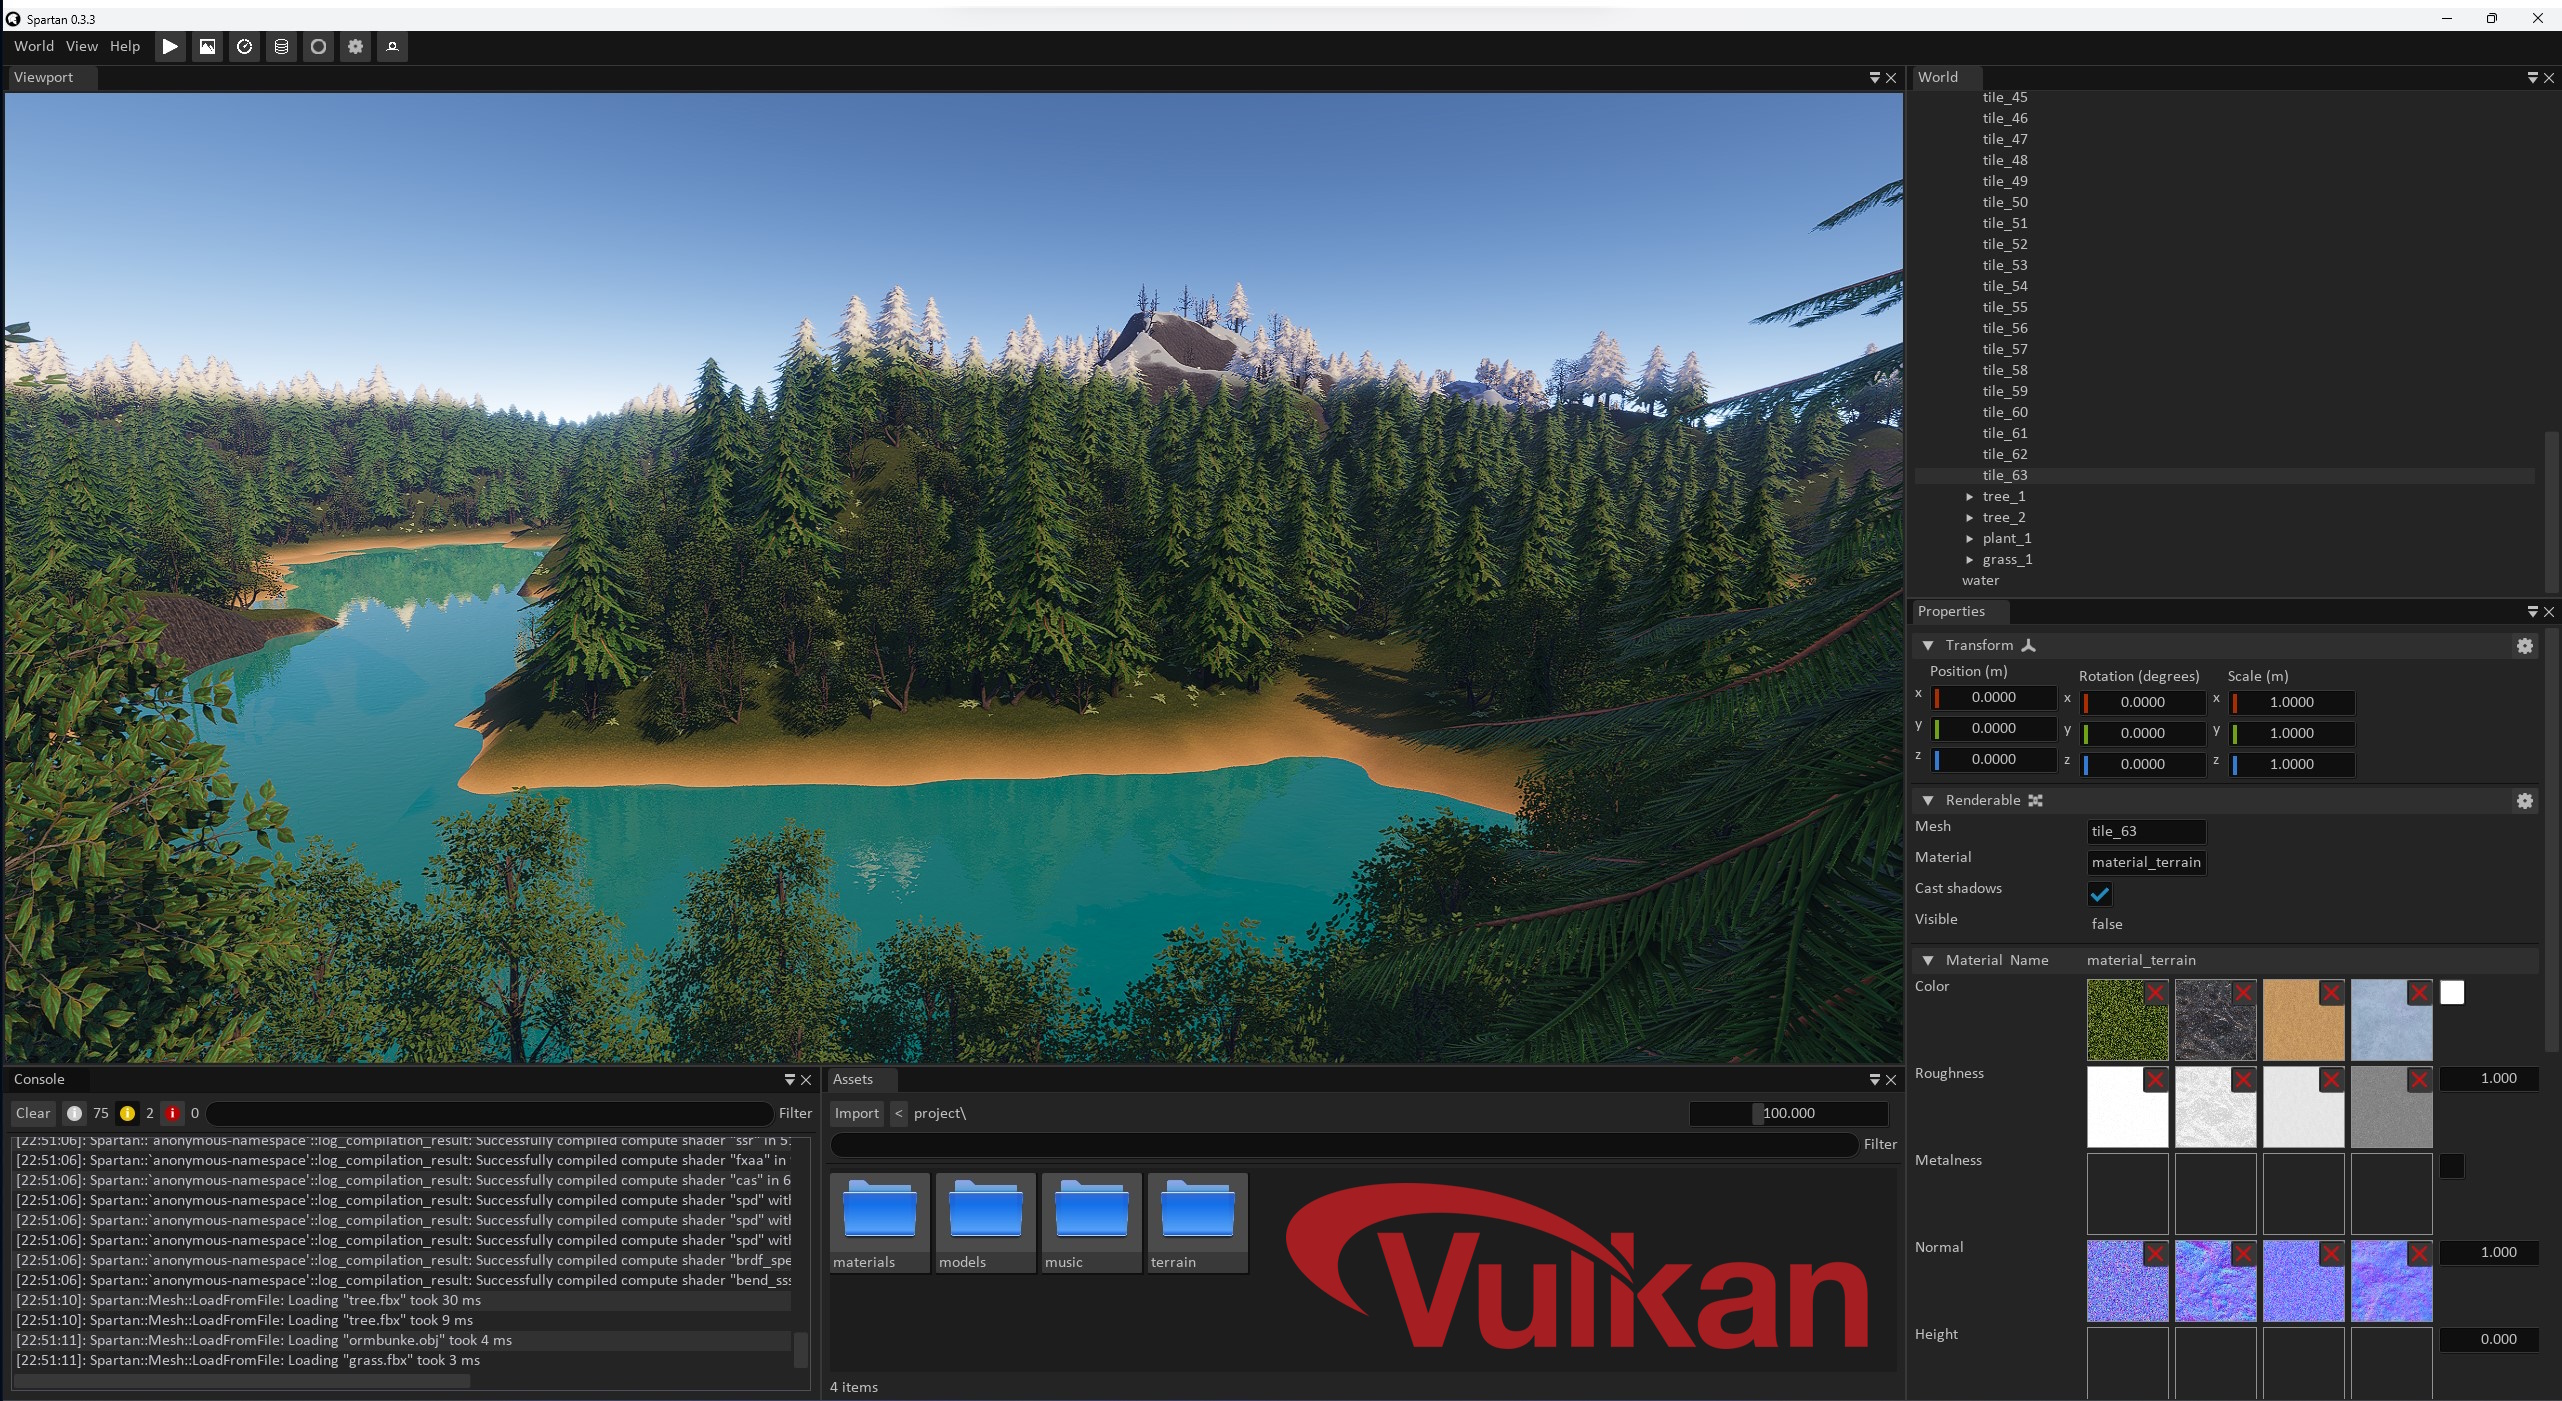 Spartan 0.3.3
World View Help
Viewport
World
tile_45
tile_46
tile_47
tile_48
tile_49
tile_50
tile_51
tile_52
tile_53
tile_54
tile_55
tile_56
tile_57
tile_58
tile_59
tile_60
tile_61
tile_62
tile_63
tree_1
tree_2
plant_1
grass_1
water
Properties
Transform
Position (m) Rotation (degrees) Scale (m)
x 0.0000 x 0.0000 x 1.0000
y 0.0000 y 0.0000 y 1.0000
z 0.0000 z 0.0000 z 1.0000
Renderable
Mesh tile_63
Material material_terrain
Cast shadows
Visible false
Material Name material_terrain
Color
Roughness 1.000
Metalness
Normal 1.000
Height 0.000
Console
Clear 75 2 0 Filter
[22:51:06]: Spartan::`anonymous-namespace'::log_compilation_result: Successfully compiled compute shader "ssr" in 5
[22:51:06]: Spartan::`anonymous-namespace'::log_compilation_result: Successfully compiled compute shader "fxaa" in
[22:51:06]: Spartan::`anonymous-namespace'::log_compilation_result: Successfully compiled compute shader "cas" in 6
[22:51:06]: Spartan::`anonymous-namespace'::log_compilation_result: Successfully compiled compute shader "spd" with
[22:51:06]: Spartan::`anonymous-namespace'::log_compilation_result: Successfully compiled compute shader "spd" with
[22:51:06]: Spartan::`anonymous-namespace'::log_compilation_result: Successfully compiled compute shader "spd" with
[22:51:06]: Spartan::`anonymous-namespace'::log_compilation_result: Successfully compiled compute shader "brdf_spe
[22:51:06]: Spartan::`anonymous-namespace'::log_compilation_result: Successfully compiled compute shader "bend_sss
[22:51:10]: Spartan::Mesh::LoadFromFile: Loading "tree.fbx" took 30 ms
[22:51:10]: Spartan::Mesh::LoadFromFile: Loading "tree.fbx" took 9 ms
[22:51:11]: Spartan::Mesh::LoadFromFile: Loading "ormbunke.obj" took 4 ms
[22:51:11]: Spartan::Mesh::LoadFromFile: Loading "grass.fbx" took 3 ms
Assets
Import < project\ 100.000
Filter
materials models music terrain
Vulkan
4 items